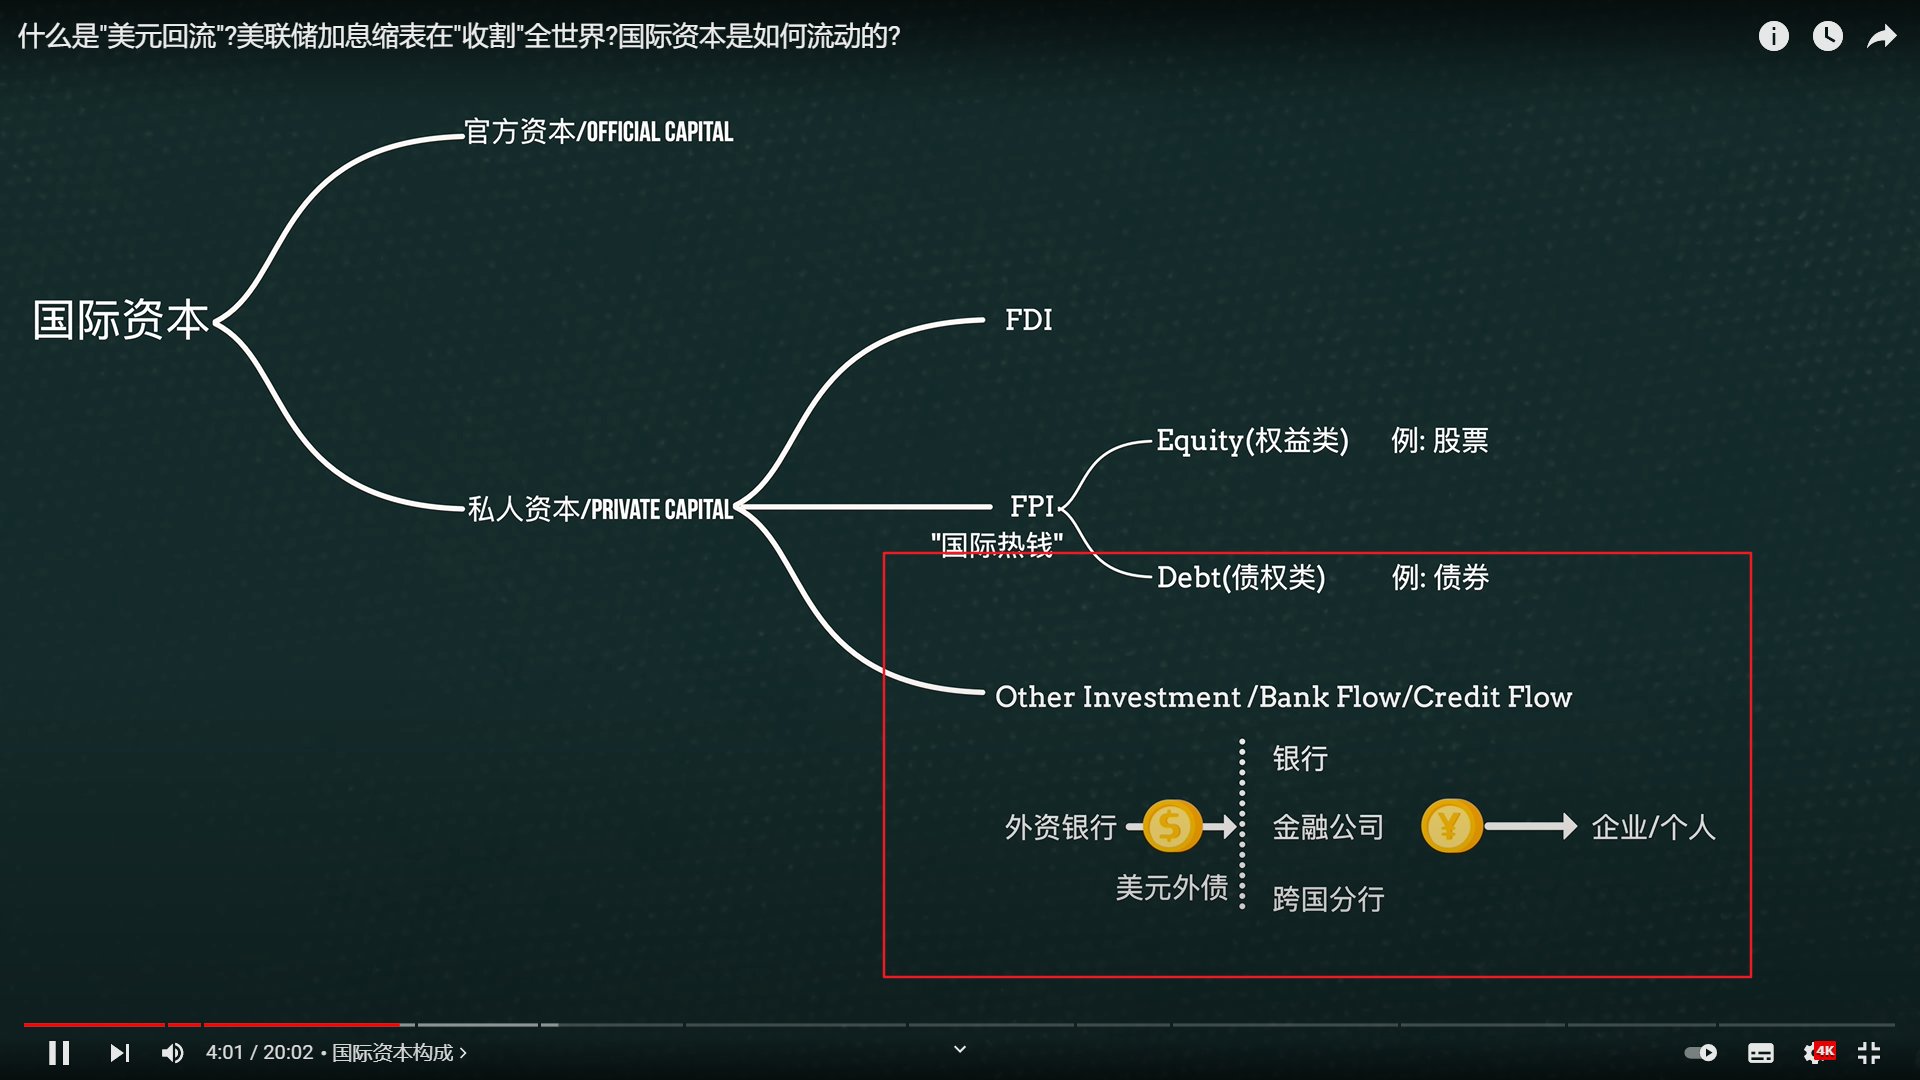 什么是"美元回流"?美联储加息缩表在"收割"全世界?国际资本是如何流动的?
官方资本/OFFICIAL CAPITAL
国际资本
FDI
Equity(权益类) 例: 股票
私人资本/PRIVATE CAPITAL
FPI
"国际热钱"
Debt(债权类) 例: 债券
Other Investment /Bank Flow/Credit Flow
银行
外资银行 $ 金融公司 ¥ 企业/个人
美元外债
跨国分行
4:01 / 20:02 • 国际资本构成
4K